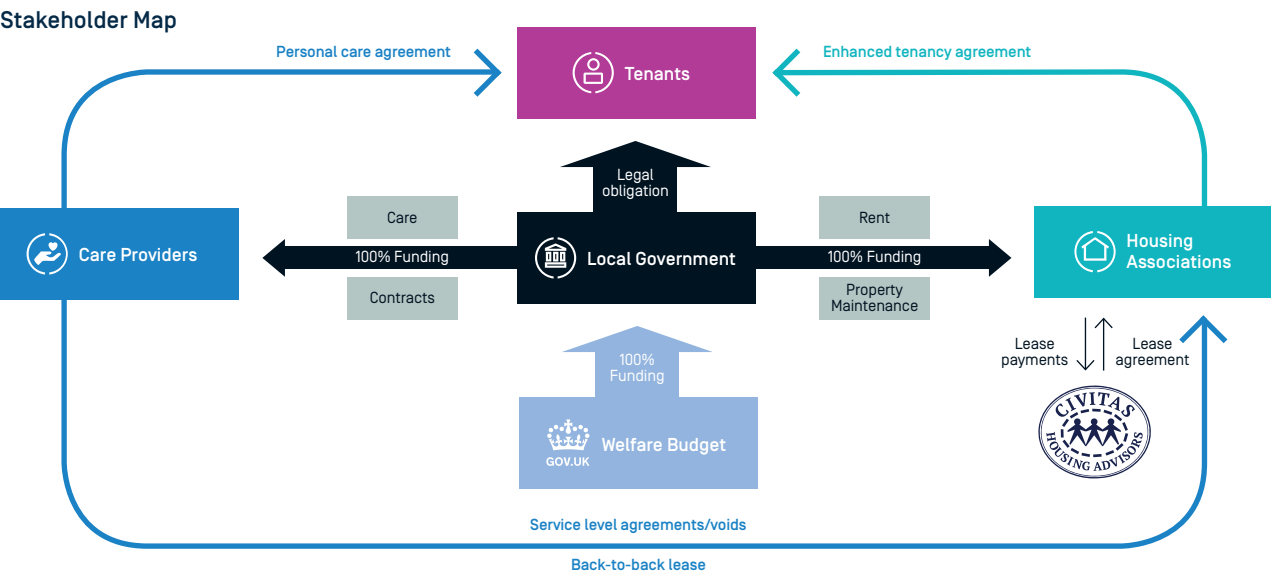 Stakeholder Map
Personal care agreement
Enhanced tenancy agreement
Tenants
Legal
obligation
Care
Rent
Care Providers
100% Funding
Local Government
100% Funding
Housing
Associations
Contracts
Property
Maintenance
100%
Funding
Lease
payments
Lease
agreement
GOV.UK
Welfare Budget
CIVITAS
HOUSING ADVISORS
Service level agreements/voids
Back-to-back lease